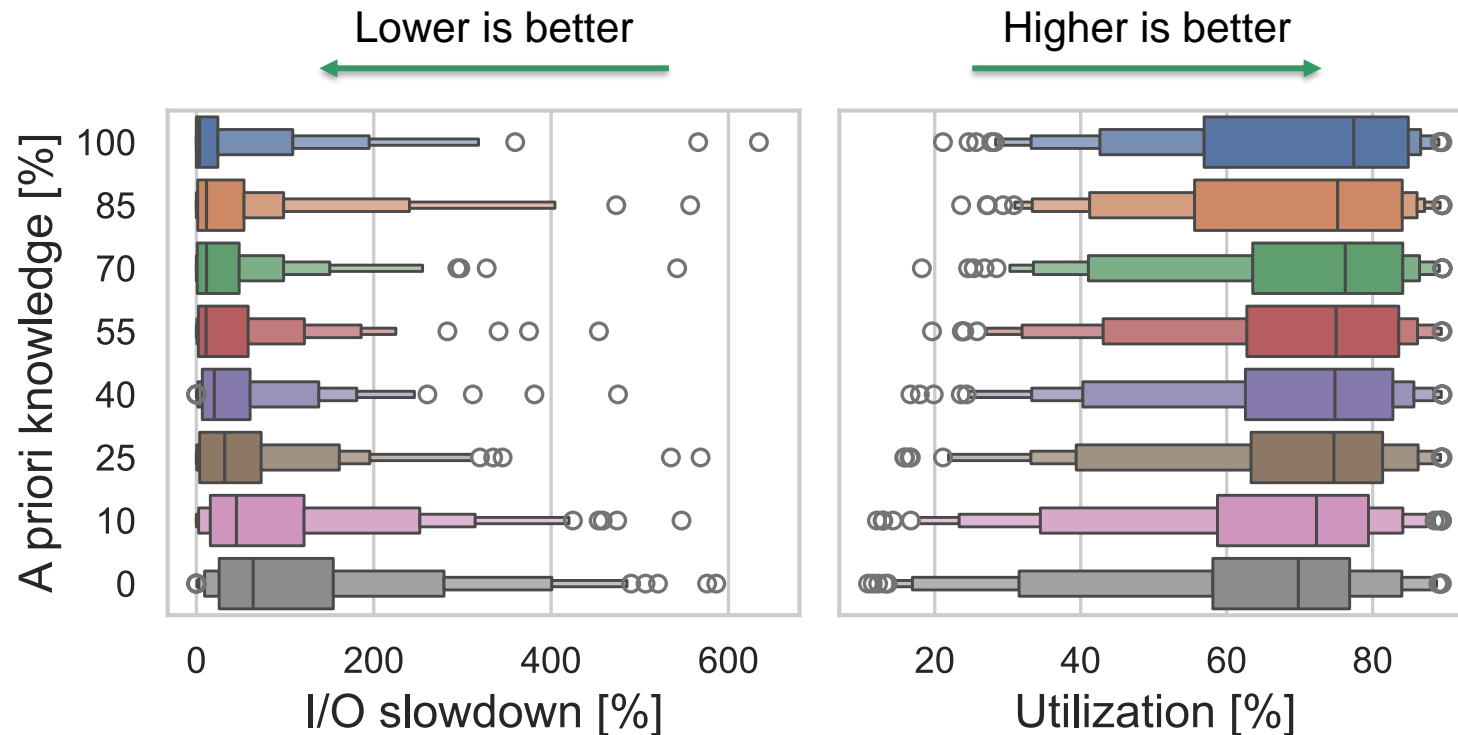 Lower is better
Higher is better
A priori knowledge [%]
100
85
70
55
40
25
10
0
0 200 400 600
I/O slowdown [%]
20 40 60 80
Utilization [%]